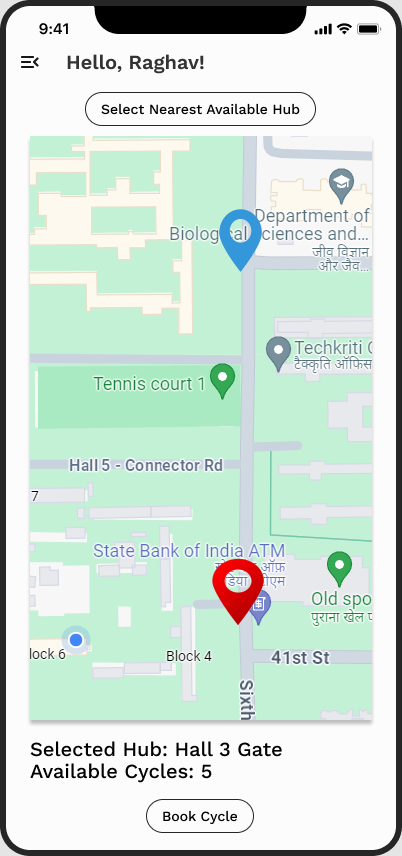 9:41
Hello, Raghav!
Select Nearest Available Hub
Department of
Biological Sciences and...
जीव विज्ञान
और जैव...
Techkriti
टैक्कृति ऑफिस
Tennis court 1
Hall 5 - Connector Rd
7
State Bank of India ATM
Old spo
पुराना खेल
lock 6
Block 4
41st St
Sixth
Selected Hub: Hall 3 Gate
Available Cycles: 5
Book Cycle